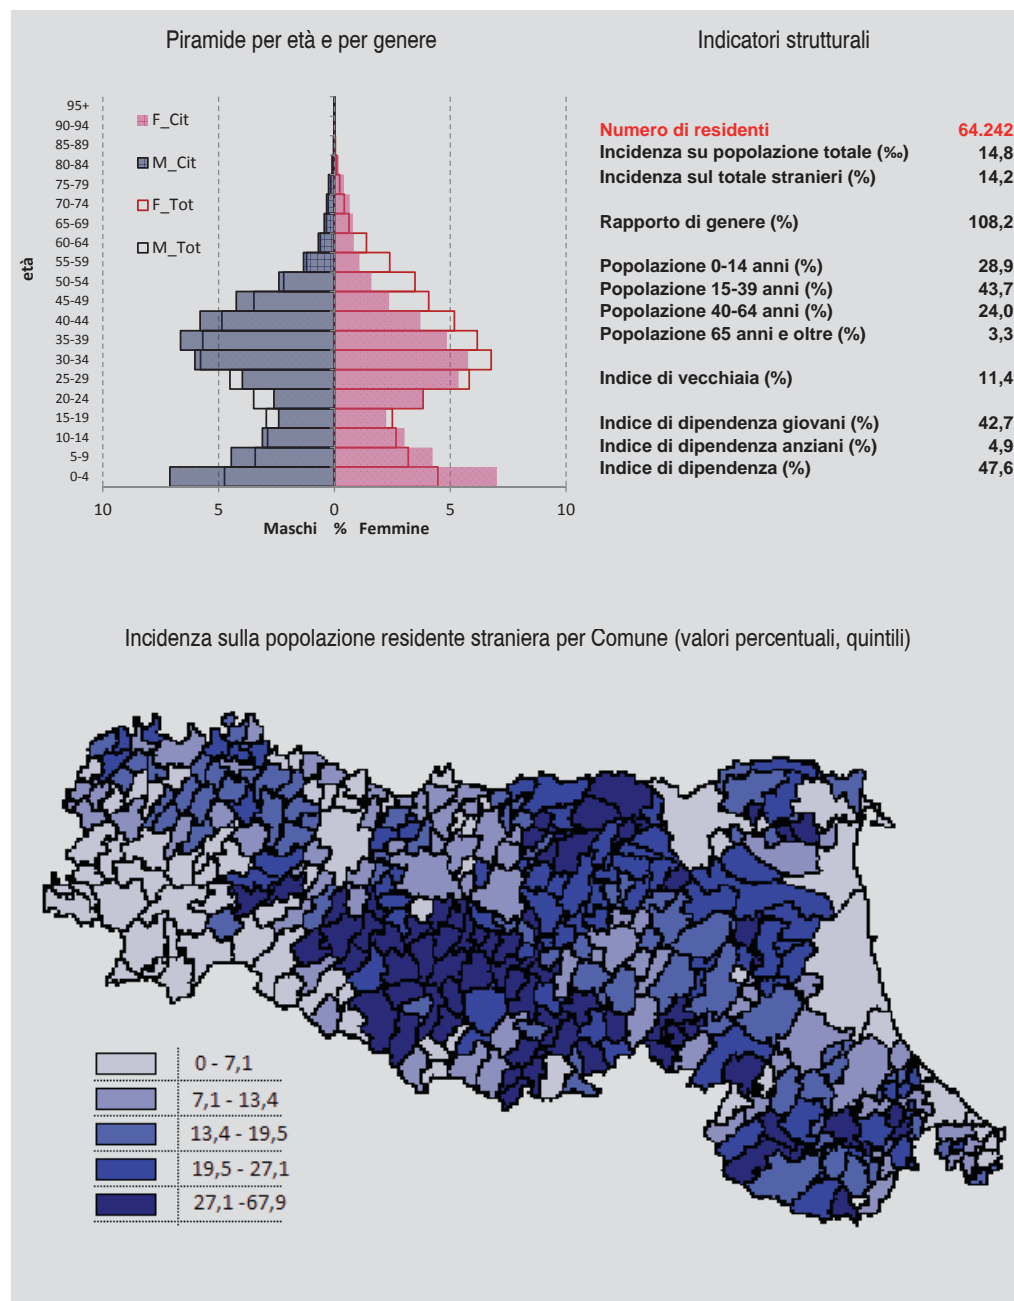 Piramide per età e per genere
95+
90-94
85-89
80-84
75-79
70-74
65-69
60-64
55-59
50-54
45-49
40-44
35-39
30-34
25-29
20-24
15-19
10-14
5-9
0-4
età
F_Cit
M_Cit
F_Tot
M_Tot
10 5 0 5 10
Maschi % Femmine
Indicatori strutturali
Numero di residenti 64.242
Incidenza su popolazione totale (‰) 14,8
Incidenza sul totale stranieri (%) 14,2
Rapporto di genere (%) 108,2
Popolazione 0-14 anni (%) 28,9
Popolazione 15-39 anni (%) 43,7
Popolazione 40-64 anni (%) 24,0
Popolazione 65 anni e oltre (%) 3,3
Indice di vecchiaia (%) 11,4
Indice di dipendenza giovani (%) 42,7
Indice di dipendenza anziani (%) 4,9
Indice di dipendenza (%) 47,6
Incidenza sulla popolazione residente straniera per Comune (valori percentuali, quintili)
0 - 7,1
7,1 - 13,4
13,4 - 19,5
19,5 - 27,1
27,1 -67,9